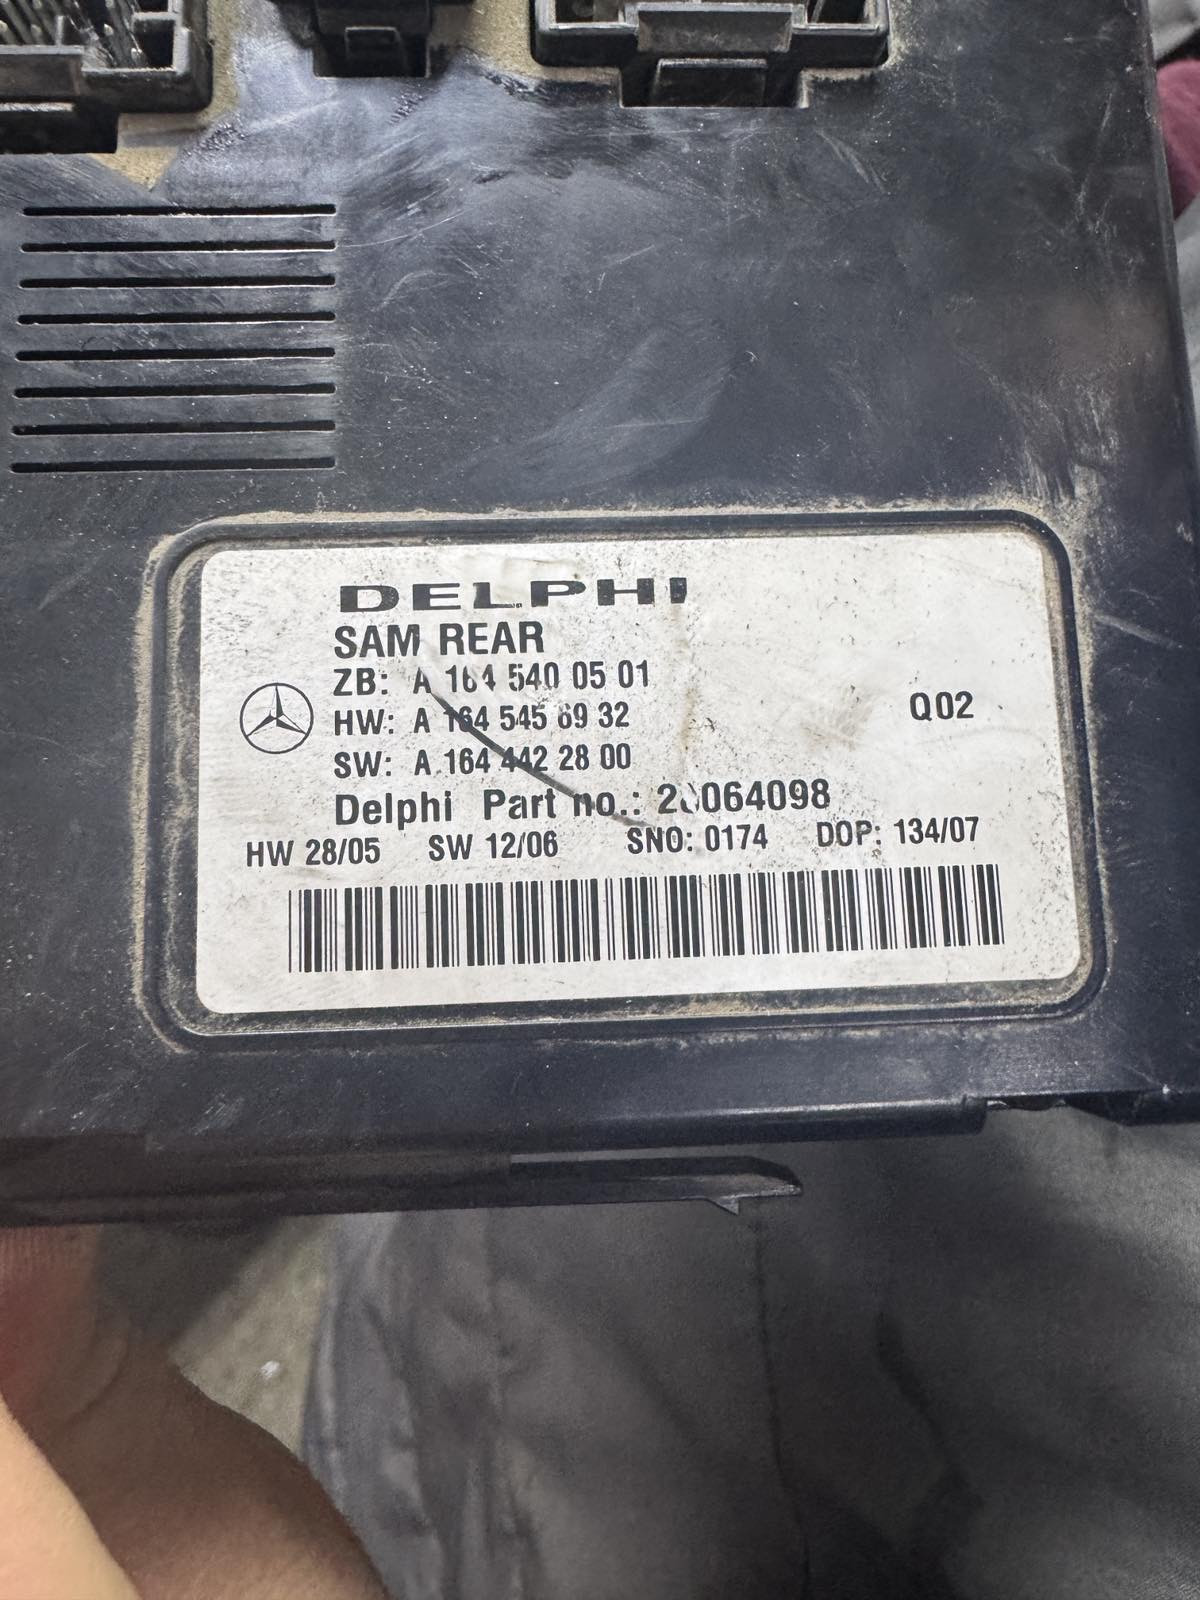 DELPHI
SAM REAR
ZB: A 164 540 05 01
HW: A 164 545 69 32
SW: A 164 442 28 00
Q02
Delphi Part no.:
HW 28/05 SW 12/06 SNO: 0174 DOP: 134/07